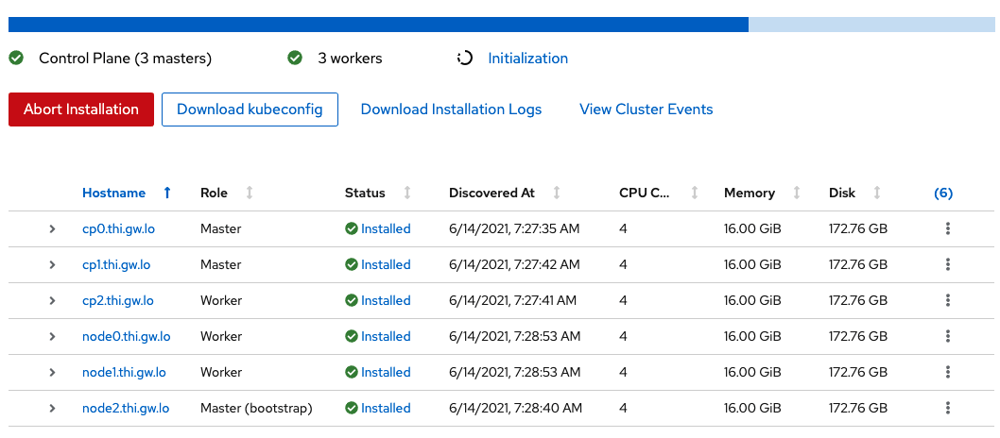 Control Plane (3 masters) 3 workers Initialization
Abort Installation Download kubeconfig Download Installation Logs View Cluster Events
Hostname Role Status Discovered At CPU C... Memory Disk (6)
cp0.thi.gw.lo Master Installed 6/14/2021, 7:27:35 AM 4 16.00 GiB 172.76 GB
cp1.thi.gw.lo Master Installed 6/14/2021, 7:27:42 AM 4 16.00 GiB 172.76 GB
cp2.thi.gw.lo Worker Installed 6/14/2021, 7:27:41 AM 4 16.00 GiB 172.76 GB
node0.thi.gw.lo Worker Installed 6/14/2021, 7:28:53 AM 4 16.00 GiB 172.76 GB
node1.thi.gw.lo Worker Installed 6/14/2021, 7:28:53 AM 4 16.00 GiB 172.76 GB
node2.thi.gw.lo Master (bootstrap) Installed 6/14/2021, 7:28:40 AM 4 16.00 GiB 172.76 GB